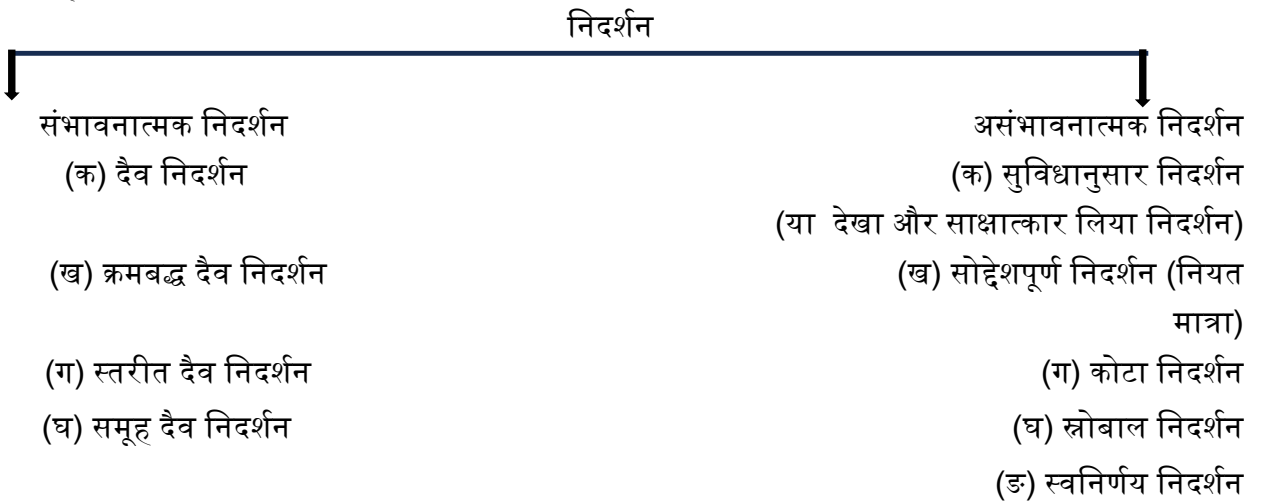 निदर्शन
संभावनात्मक निदर्शन असंभावनात्मक निदर्शन
(क) दैव निदर्शन (क) सुविधानुसार निदर्शन
(या देखा और साक्षात्कार लिया निदर्शन)
(ख) क्रमबद्ध दैव निदर्शन (ख) सोद्देशपूर्ण निदर्शन (नियत
मात्रा)
(ग) स्तरीत दैव निदर्शन (ग) कोटा निदर्शन
(घ) समूह दैव निदर्शन (घ) स्नोबाल निदर्शन
(ङ) स्वनिर्णय निदर्शन